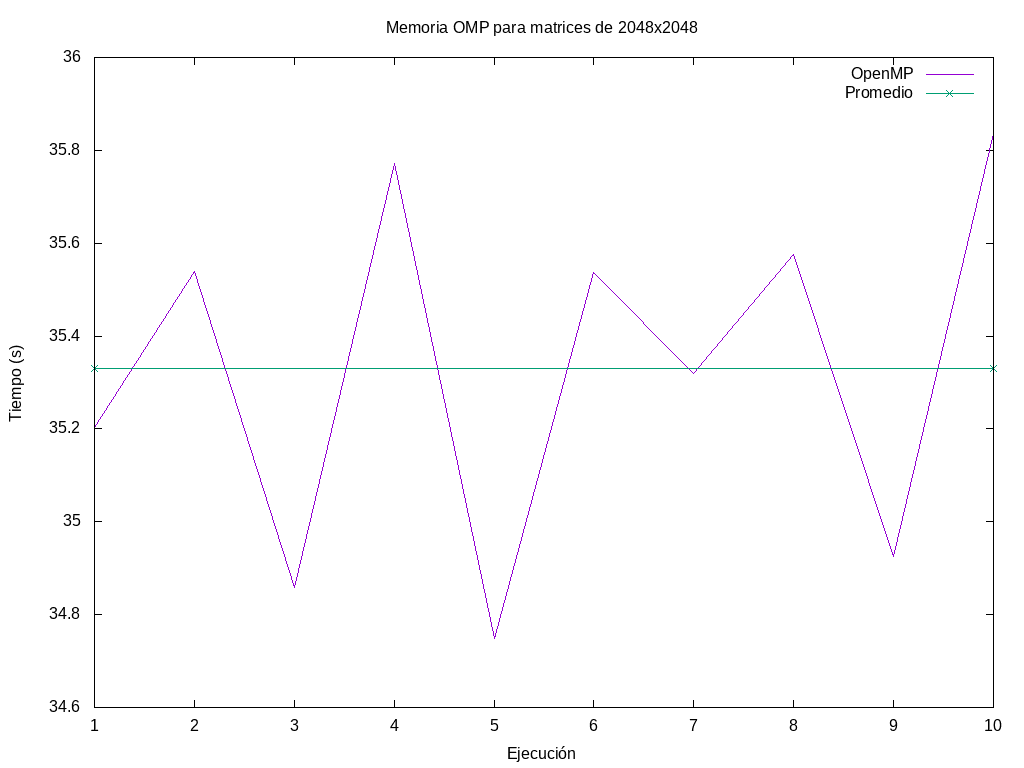 Memoria OMP para matrices de 2048x2048
OpenMP
Promedio
36
35.8
35.6
35.4
35.2
35
34.8
34.6
Tiempo (s)
1 2 3 4 5 6 7 8 9 10
Ejecución